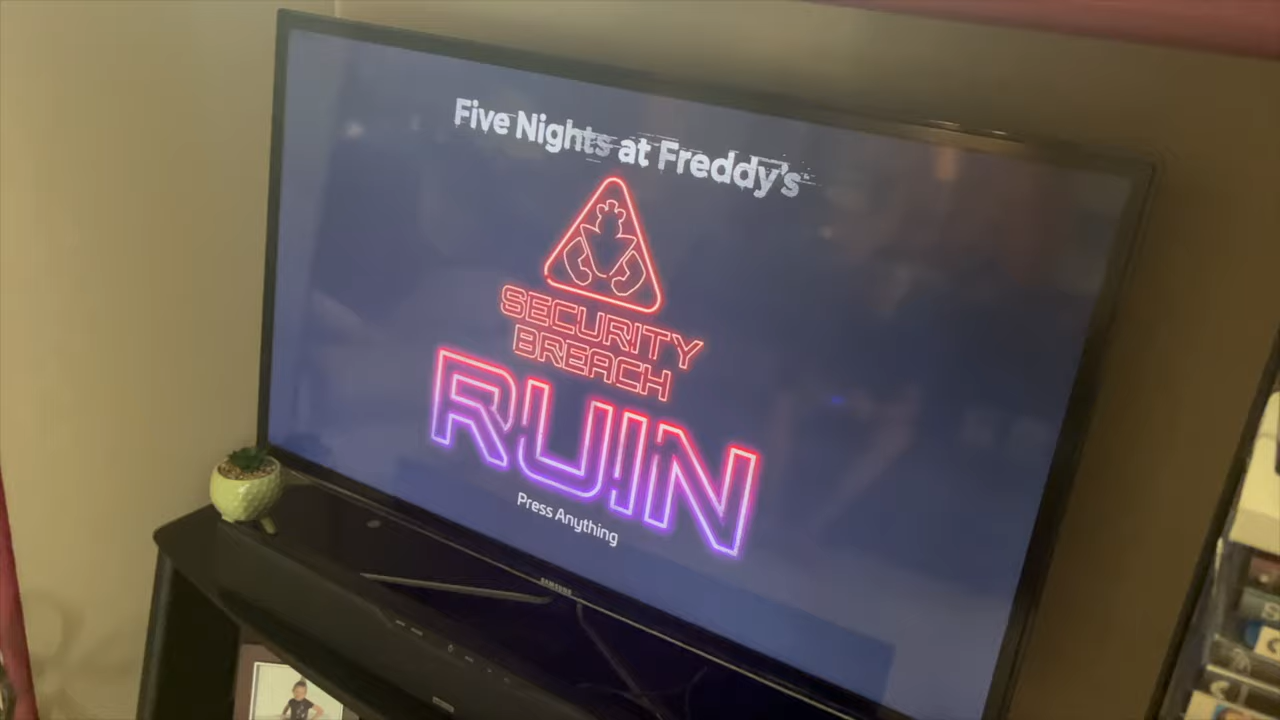 Five Nights at Freddy's
SECURITY
BREACH
RUIN
Press Anything
SAMSUNG